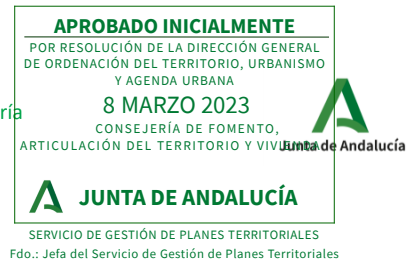 APROBADO INICIALMENTE
POR RESOLUCIÓN DE LA DIRECCIÓN GENERAL
DE ORDENACIÓN DEL TERRITORIO, URBANISMO
Y AGENDA URBANA
ría
8 MARZO 2023
CONSEJERÍA DE FOMENTO,
ARTICULACIÓN DEL TERRITORIO Y VIVIENDA
Junta de Andalucía
JUNTA DE ANDALUCÍA
SERVICIO DE GESTIÓN DE PLANES TERRITORIALES
Fdo.: Jefa del Servicio de Gestión de Planes Territoriales